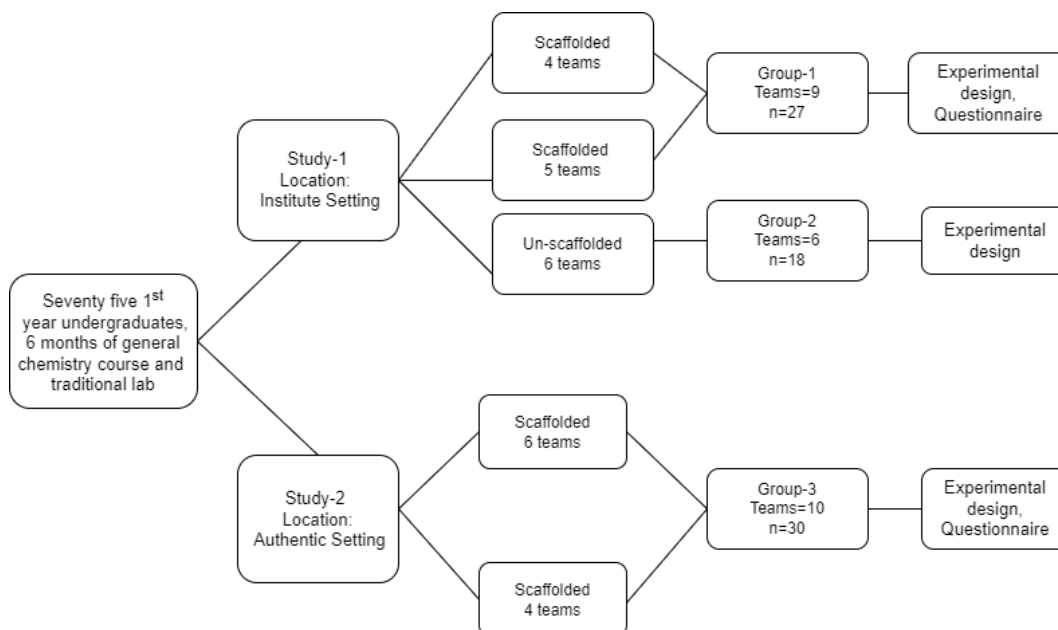 Seventy five 1st
year undergraduates,
6 months of general
chemistry course and
traditional lab
Study-1
Location:
Institute Setting
Scaffolded
4 teams
Scaffolded
5 teams
Un-scaffolded
6 teams
Group-1
Teams=9
n=27
Experimental
design,
Questionnaire
Group-2
Teams=6
n=18
Experimental
design
Study-2
Location:
Authentic Setting
Scaffolded
6 teams
Scaffolded
4 teams
Group-3
Teams=10
n=30
Experimental
design,
Questionnaire